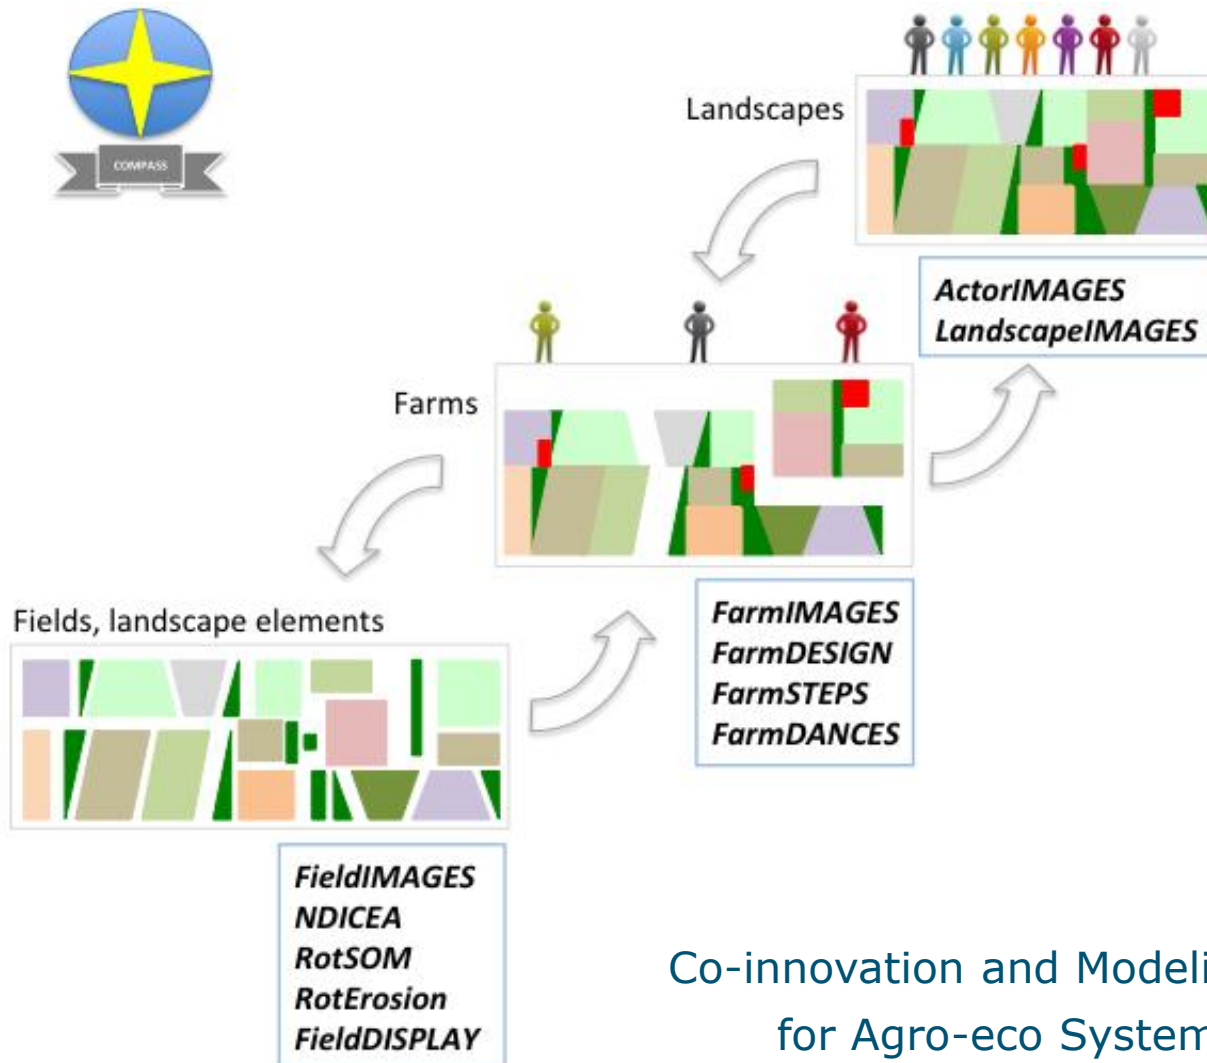 COMPASS
Landscapes
ActorIMAGES
LandscapeIMAGES
Farms
FarmIMAGES
FarmDESIGN
FarmSTEPS
FarmDANCES
Fields, landscape elements
FieldIMAGES
NDICEA
RotSOM
RotErosion
FieldDISPLAY
Co-innovation and Modeli
for Agro-eco System